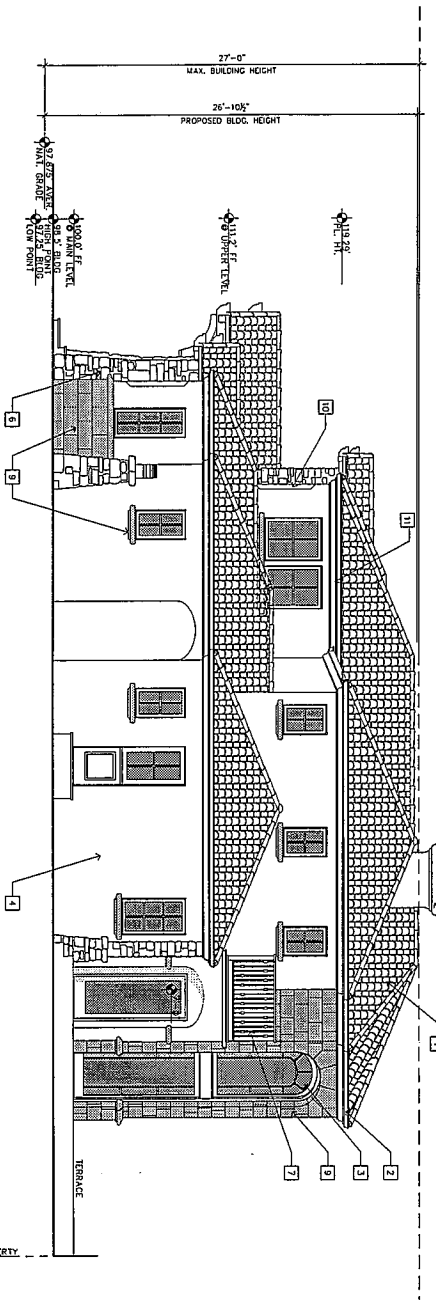 27'-0"
MAX. BUILDING HEIGHT
26'-10½"
PROPOSED BLDG. HEIGHT
119.29'
PL. HT.
111.2' FF
@ UPPER LEVEL
100.0' FF
@ MAIN LEVEL
98.5' BLDG
HIGH POINT
97.25 BLDG
LOW POINT
97.875' AVER.
NAT. GRADE
6
9
10
11
4
7
9
3
2
TERRACE